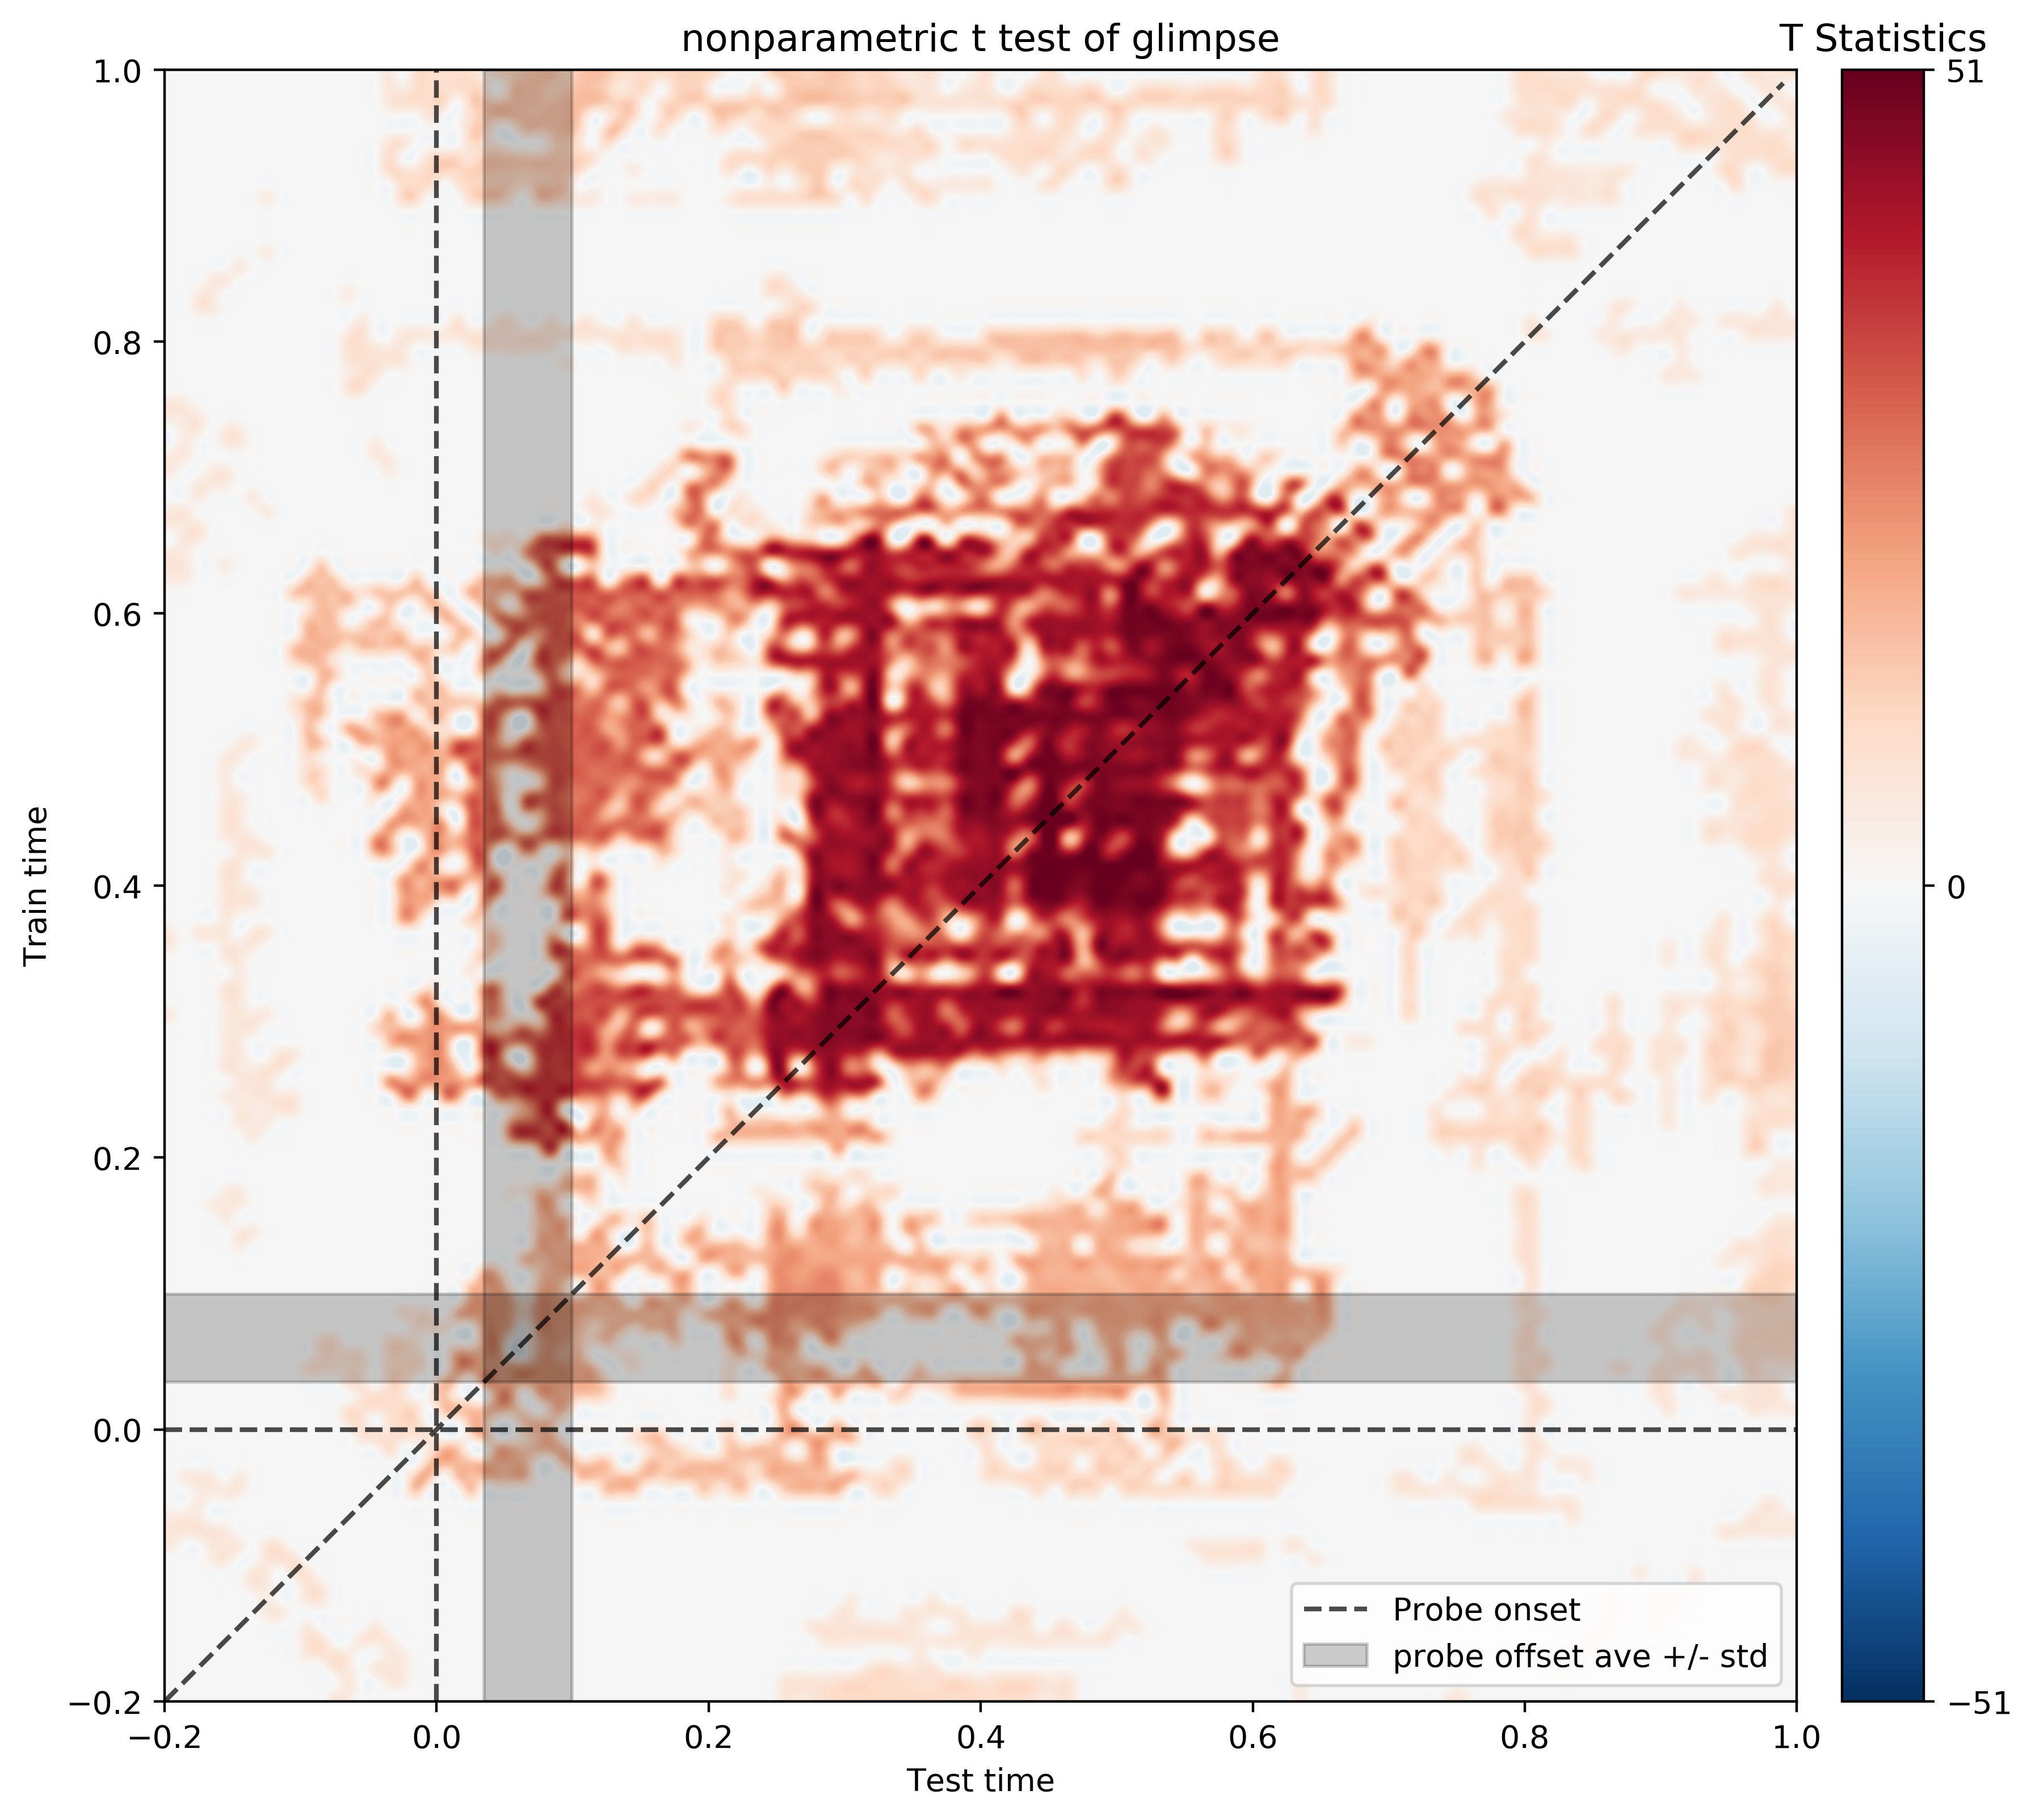 nonparametric t test of glimpse
T Statistics
51
0
−51
1.0
0.8
0.6
0.4
0.2
0.0
−0.2
Train time
−0.2 0.0 0.2 0.4 0.6 0.8 1.0
Test time
Probe onset
probe offset ave +/- std